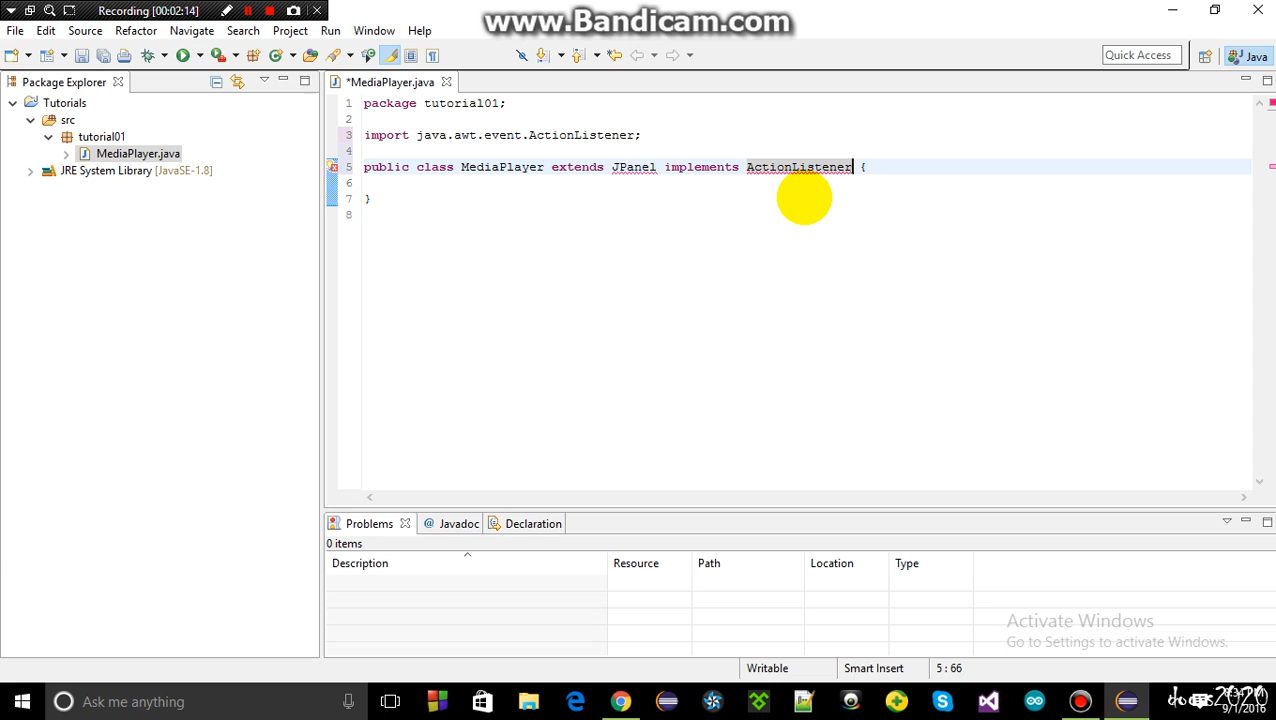 Recording [00:02:14]
www.Bandicam.com
File Edit Source Refactor Navigate Search Project Run Window Help
Quick Access
Java
Package Explorer
*MediaPlayer.java
Tutorials
src
tutorial01
MediaPlayer.java
JRE System Library [JavaSE-1.8]
1 package tutorial01;
2
3 import java.awt.event.ActionListener;
4
5 public class MediaPlayer extends JPanel implements ActionListener {
6
7 }
8
Problems @ Javadoc Declaration
0 items
Description Resource Path Location Type
Activate Windows
Go to Settings to activate Windows.
Writable Smart Insert 5 : 66
Ask me anything
9/1/2016